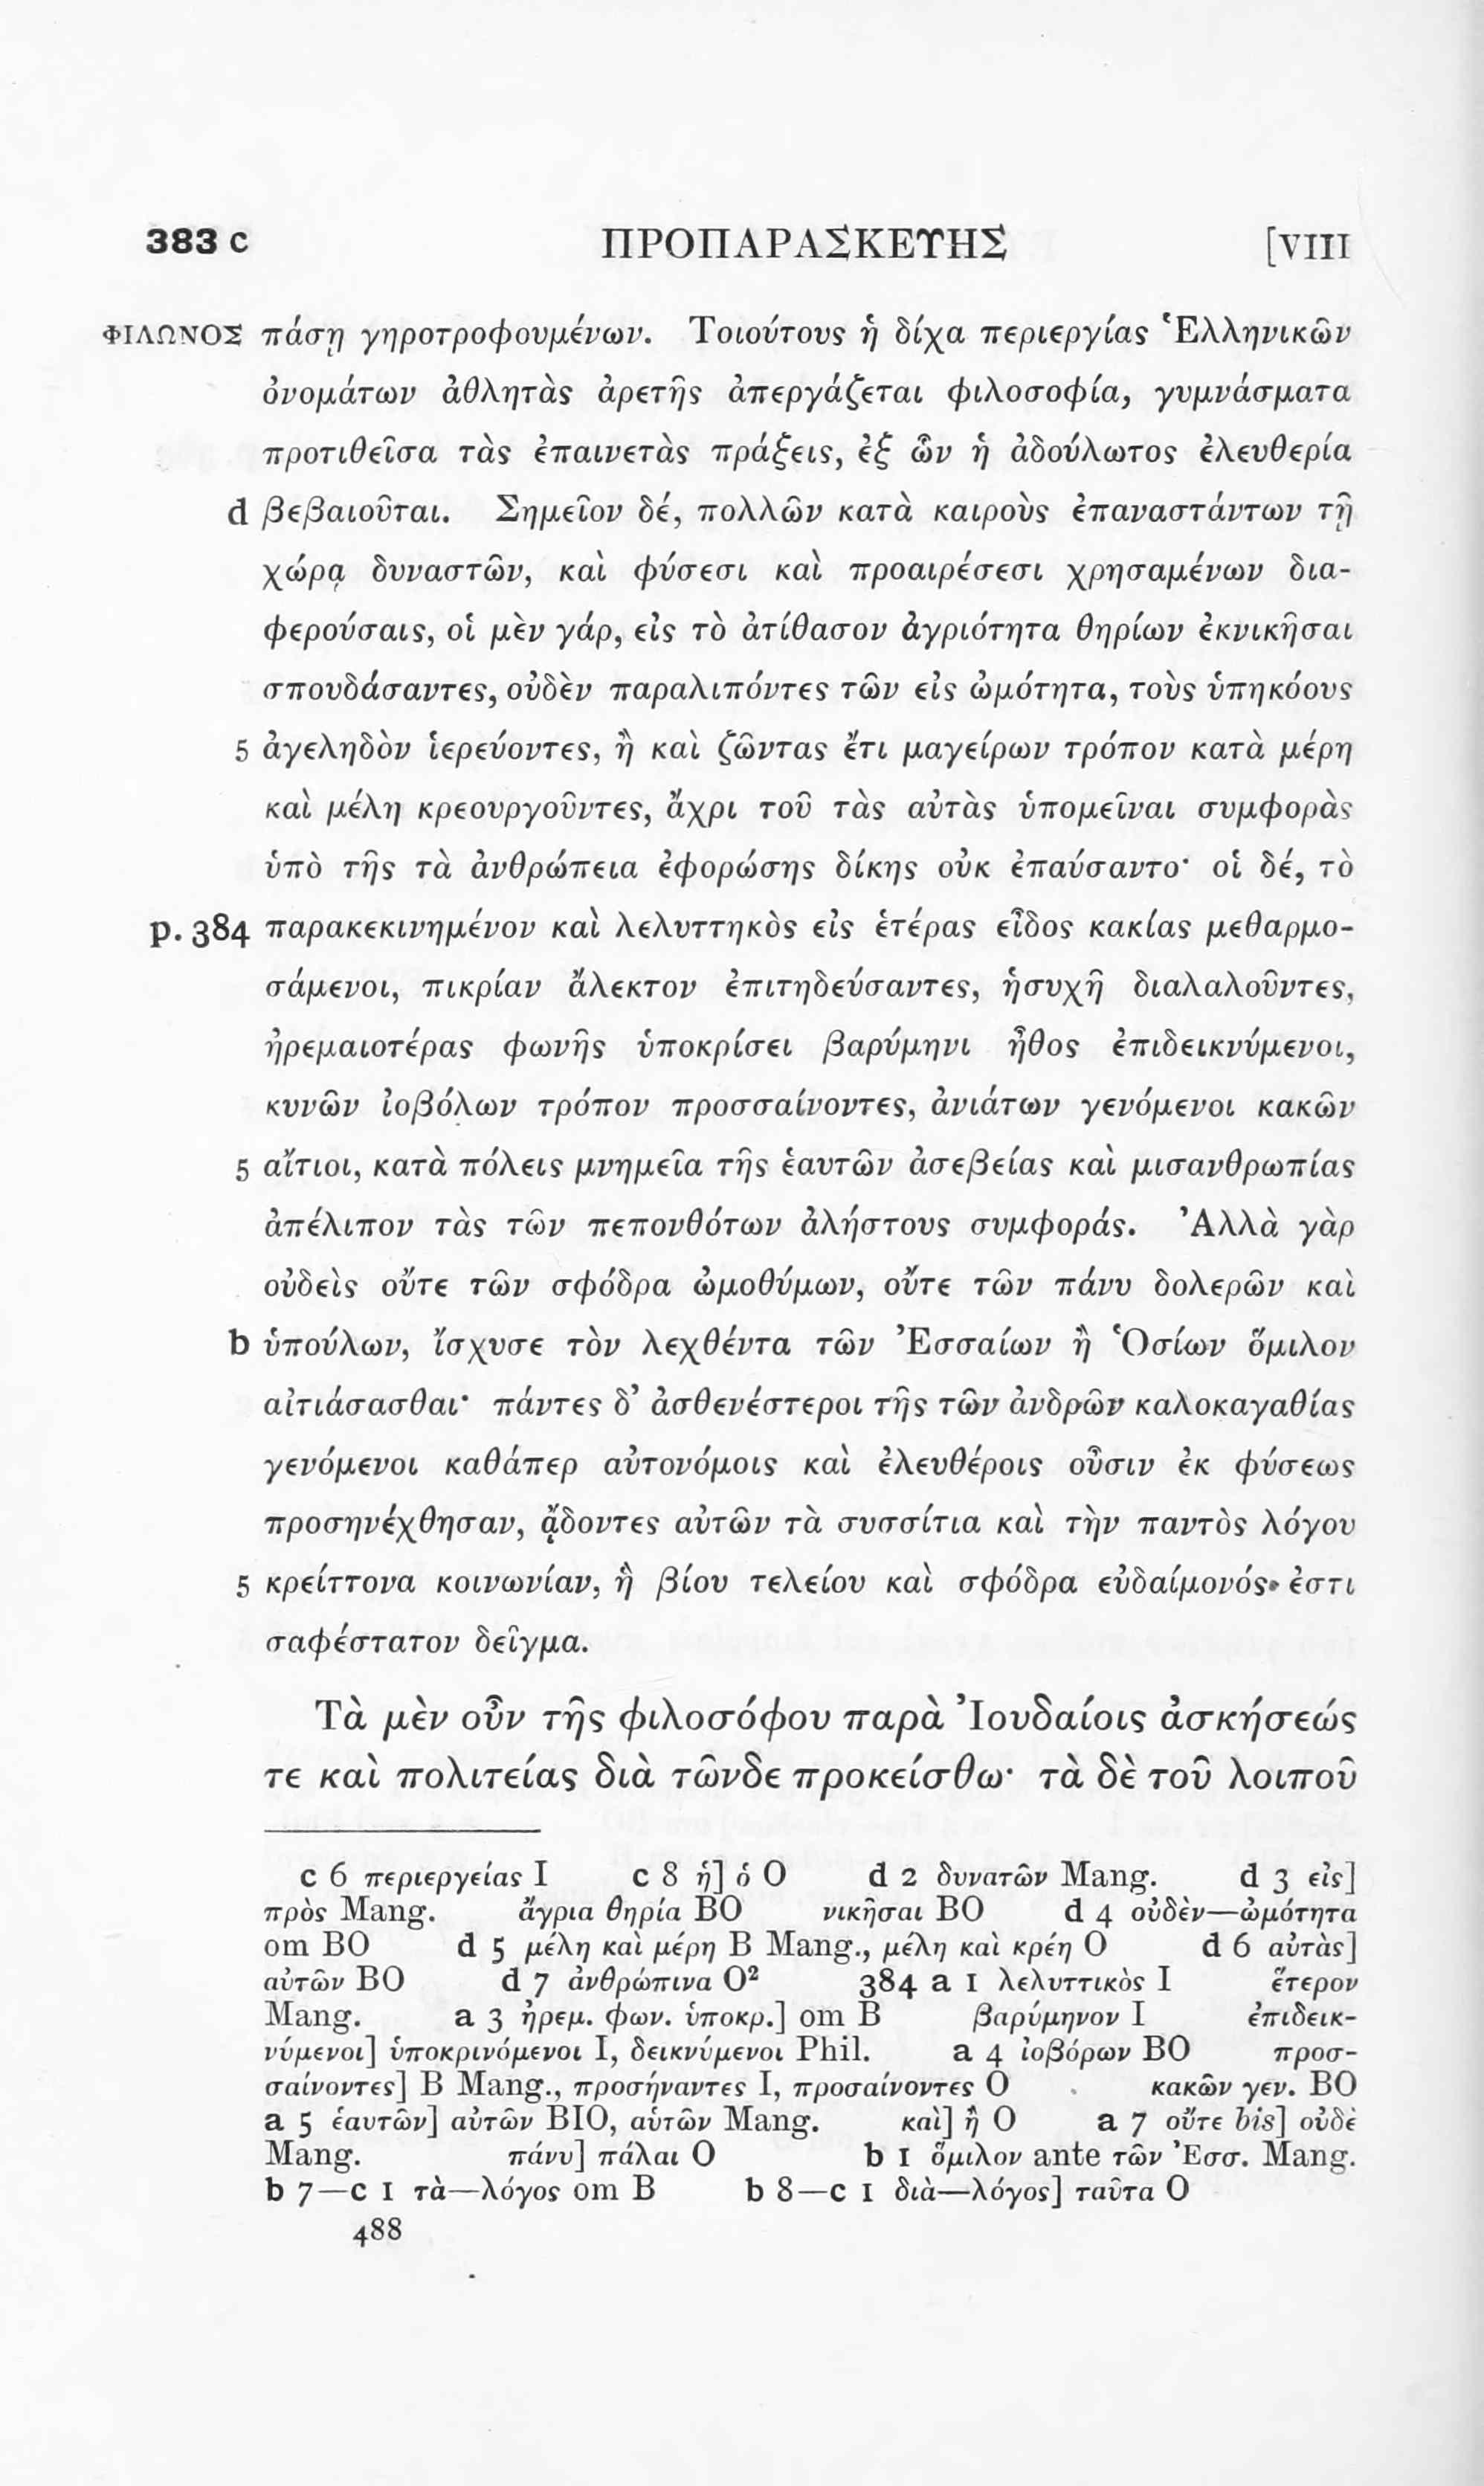 383 c ΠΡΟΠΑΡΑΣΚΕΥΗΣ [VIII
ΦΙΛΩΝΟΣ πάσῃ γηροτροφουμένων. Τοιούτους ἡ δίχα περιεργίας Ἑλληνικῶν
ὀνομάτων ἀθλητὰς ἀρετῆς ἀπεργάζεται φιλοσοφία, γυμνάσματα
προτιθεῖσα τὰς ἐπαινετὰς πράξεις, ἐξ ὧν ἡ ἀδούλωτος ἐλευθερία
d βεβαιοῦται. Σημεῖον δέ, πολλῶν κατὰ καιροὺς ἐπαναστάντων τῇ
χώρᾳ δυναστῶν, καὶ φύσεσι καὶ προαιρέσεσι χρησαμένων δια-
φερούσαις, οἱ μὲν γάρ, εἰς τὸ ἀτίθασον ἀγριότητα θηρίων ἐκνικῆσαι
σπουδάσαντες, οὐδὲν παραλιπόντες τῶν εἰς ὠμότητα, τοὺς ὑπηκόους
5 ἀγεληδὸν ἱερεύοντες, ἢ καὶ ζῶντας ἔτι μαγείρων τρόπον κατὰ μέρη
καὶ μέλη κρεουργοῦντες, ἄχρι τοῦ τὰς αὐτὰς ὑπομεῖναι συμφορὰς
ὑπὸ τῆς τὰ ἀνθρώπεια ἐφορώσης δίκης οὐκ ἐπαύσαντο· οἱ δέ, τὸ
p. 384 παρακεκινημένον καὶ λελυττηκὸς εἰς ἑτέρας εἶδος κακίας μεθαρμο-
σάμενοι, πικρίαν ἄλεκτον ἐπιτηδεύσαντες, ἡσυχῆ διαλαλοῦντες,
ἠρεμαιοτέρας φωνῆς ὑποκρίσει βαρύμηνι ἦθος ἐπιδεικνύμενοι,
κυνῶν ἰοβόλων τρόπον προσσαίνοντες, ἀνιάτων γενόμενοι κακῶν
5 αἴτιοι, κατὰ πόλεις μνημεῖα τῆς ἑαυτῶν ἀσεβείας καὶ μισανθρωπίας
ἀπέλιπον τὰς τῶν πεπονθότων ἀλήστους συμφοράς. Ἀλλὰ γὰρ
οὐδεὶς οὔτε τῶν σφόδρα ὠμοθύμων, οὔτε τῶν πάνυ δολερῶν καὶ
b ὑπούλων, ἴσχυσε τὸν λεχθέντα τῶν Ἐσσαίων ἢ Ὁσίων ὅμιλον
αἰτιάσασθαι· πάντες δ’ ἀσθενέστεροι τῆς τῶν ἀνδρῶν καλοκαγαθίας
γενόμενοι καθάπερ αὐτονόμοις καὶ ἐλευθέροις οὖσιν ἐκ φύσεως
προσηνέχθησαν, ᾄδοντες αὐτῶν τὰ συσσίτια καὶ τὴν παντὸς λόγου
5 κρείττονα κοινωνίαν, ἣ βίου τελείου καὶ σφόδρα εὐδαίμονός ἐστι
σαφέστατον δεῖγμα.
Τὰ μὲν οὖν τῆς φιλοσόφου παρὰ Ἰουδαίοις ἀσκήσεώς
τε καὶ πολιτείας διὰ τῶνδε προκείσθω· τὰ δὲ τοῦ λοιποῦ
c 6 περιεργείας I c 8 ἡ] ὁ O d 2 δυνατῶν Mang. d 3 εἰς]
πρὸς Mang. ἄγρια θηρία BO νικῆσαι BO d 4 οὐδὲν—ὠμότητα
om BO d 5 μέλη καὶ μέρη B Mang., μέλη καὶ κρέη O d 6 αὐτὰς]
αὐτῶν BO d 7 ἀνθρώπινα O² 384 a 1 λελυττικὸς I ἕτερον
Mang. a 3 ἠρεμ. φων. ὑποκρ.] om B βαρύμηνον I ἐπιδεικ-
νύμενοι] ὑποκρινόμενοι I, δεικνύμενοι Phil. a 4 ἰοβόρων BO προσ-
σαίνοντες] B Mang., προσήναντες I, προσαίνοντες O κακῶν γεν. BO
a 5 ἑαυτῶν] αὐτῶν BIO, αὑτῶν Mang. καὶ] ἢ O a 7 οὔτε bis] οὐδὲ
Mang. πάνυ] πάλαι O b 1 ὅμιλον ante τῶν Ἐσσ. Mang.
b 7—c 1 τὰ—λόγος om B b 8—c 1 διὰ—λόγος] ταῦτα O
488